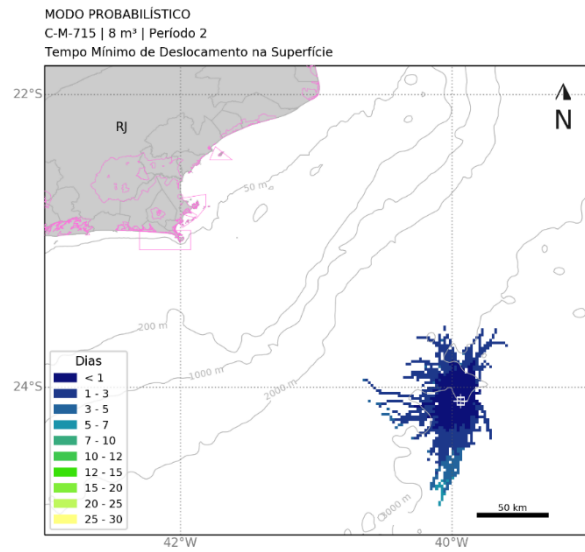 MODO PROBABILÍSTICO
C-M-715 | 8 m³ | Período 2
Tempo Mínimo de Deslocamento na Superfície
22°S
RJ
N
50 m
200 m
1000 m
2000 m
24°S
3000 m
Dias
< 1
1 - 3
3 - 5
5 - 7
7 - 10
10 - 12
12 - 15
15 - 20
20 - 25
25 - 30
50 km
42°W
40°W